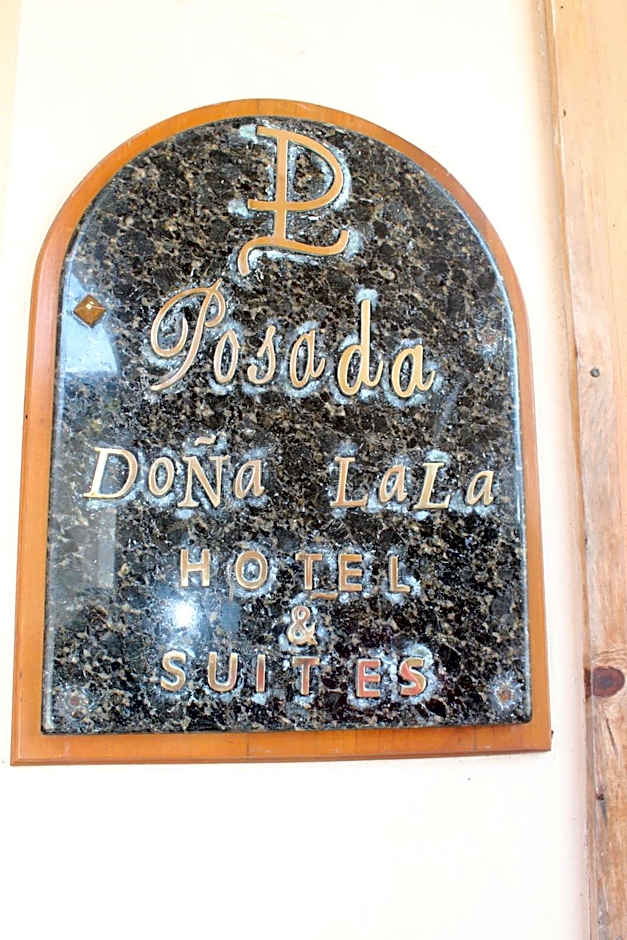 PL
Posada
Doña LaLa
HOTEL
&
SUITES